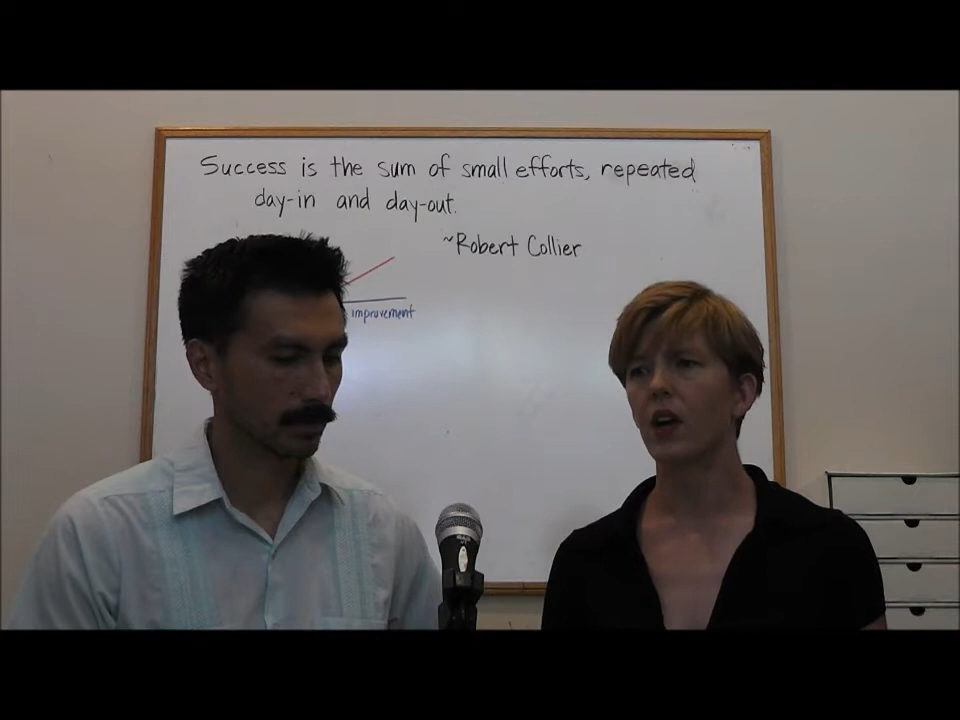 Success is the sum of small efforts, repeated
day-in and day-out.
~Robert Collier
improvement